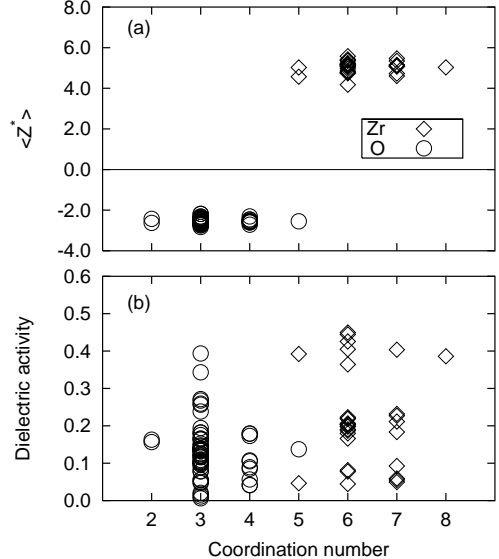 8.0
(a)
6.0
4.0
2.0
0.0
-2.0
-4.0
<Z*>
Zr
O
0.6
(b)
0.5
0.4
0.3
0.2
0.1
0.0
Dielectric activity
2 3 4 5 6 7 8
Coordination number